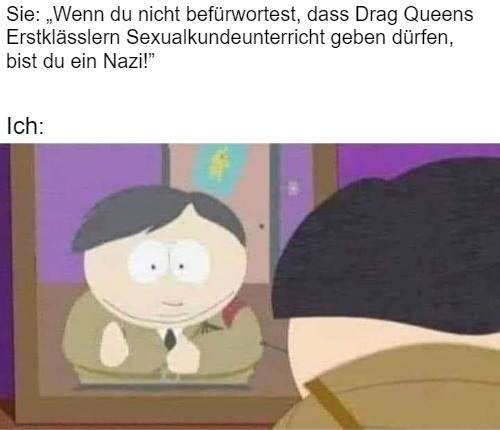 Sie: „Wenn du nicht befürwortest, dass Drag Queens
Erstklässlern Sexualkundeunterricht geben dürfen,
bist du ein Nazi!”
Ich: